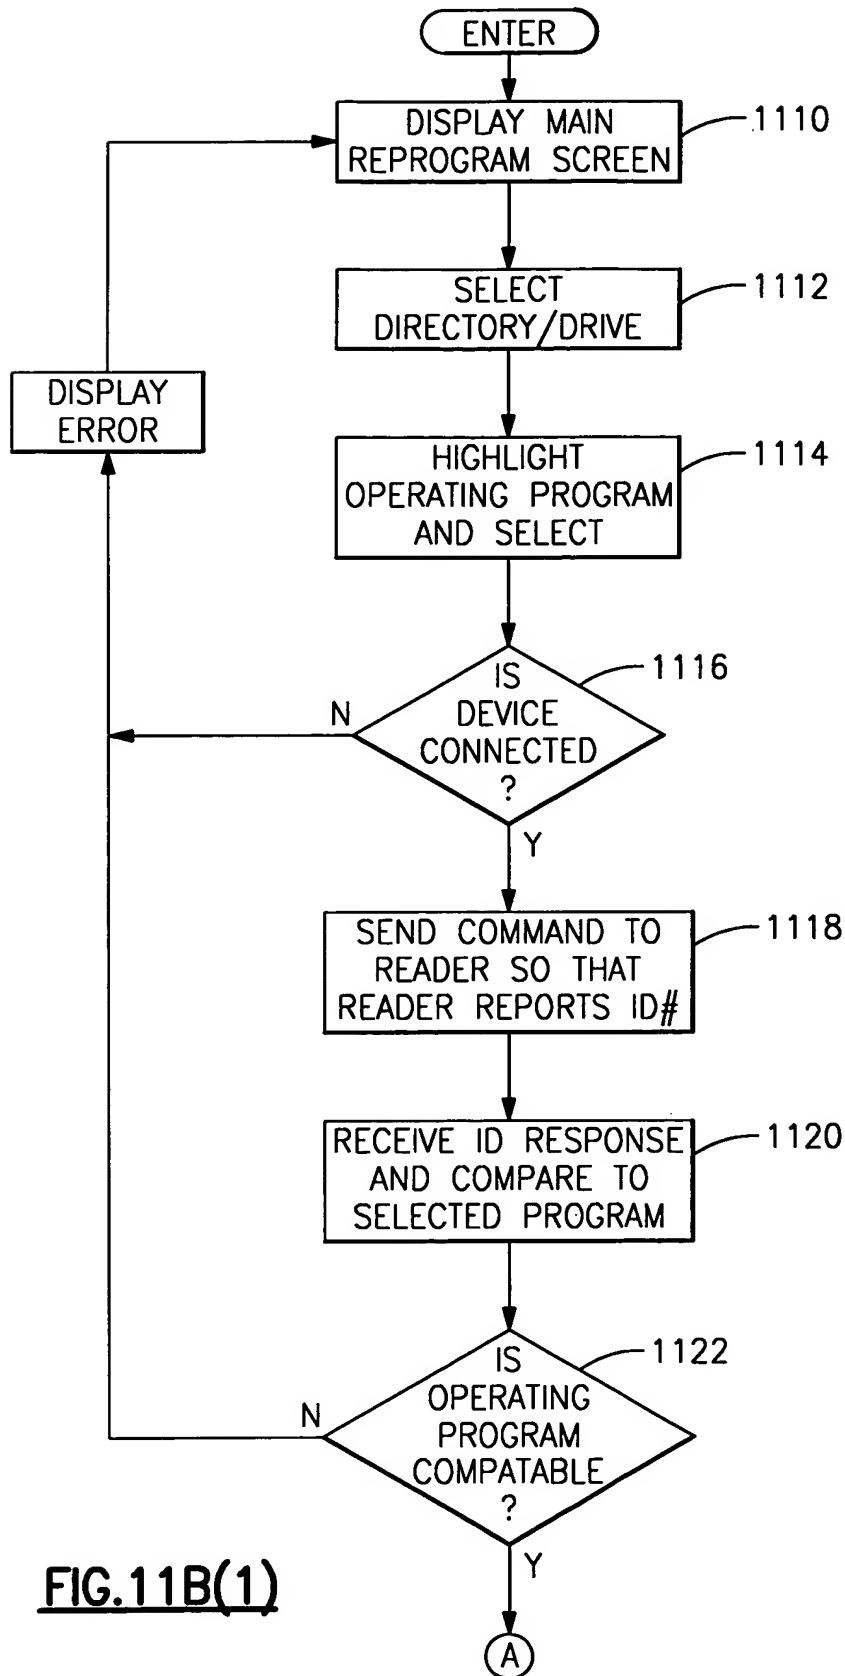 ENTER
DISPLAY MAIN
REPROGRAM SCREEN
1110
SELECT
DIRECTORY/DRIVE
1112
DISPLAY
ERROR
HIGHLIGHT
OPERATING PROGRAM
AND SELECT
1114
IS
DEVICE
CONNECTED
?
1116
N
Y
SEND COMMAND TO
READER SO THAT
READER REPORTS ID#
1118
RECEIVE ID RESPONSE
AND COMPARE TO
SELECTED PROGRAM
1120
IS
OPERATING
PROGRAM
COMPATABLE
?
1122
N
Y
FIG.11B(1)
A